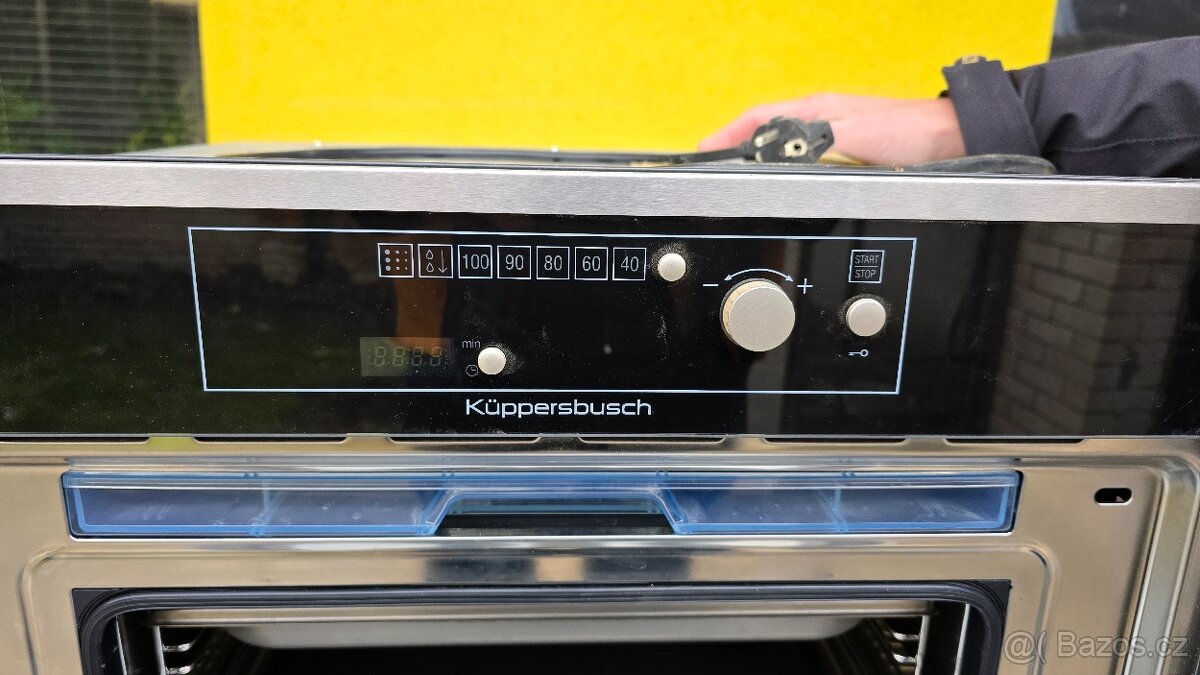 100 90 80 60 40
START
STOP
- +
min
Küppersbusch
@( Bazos.cz